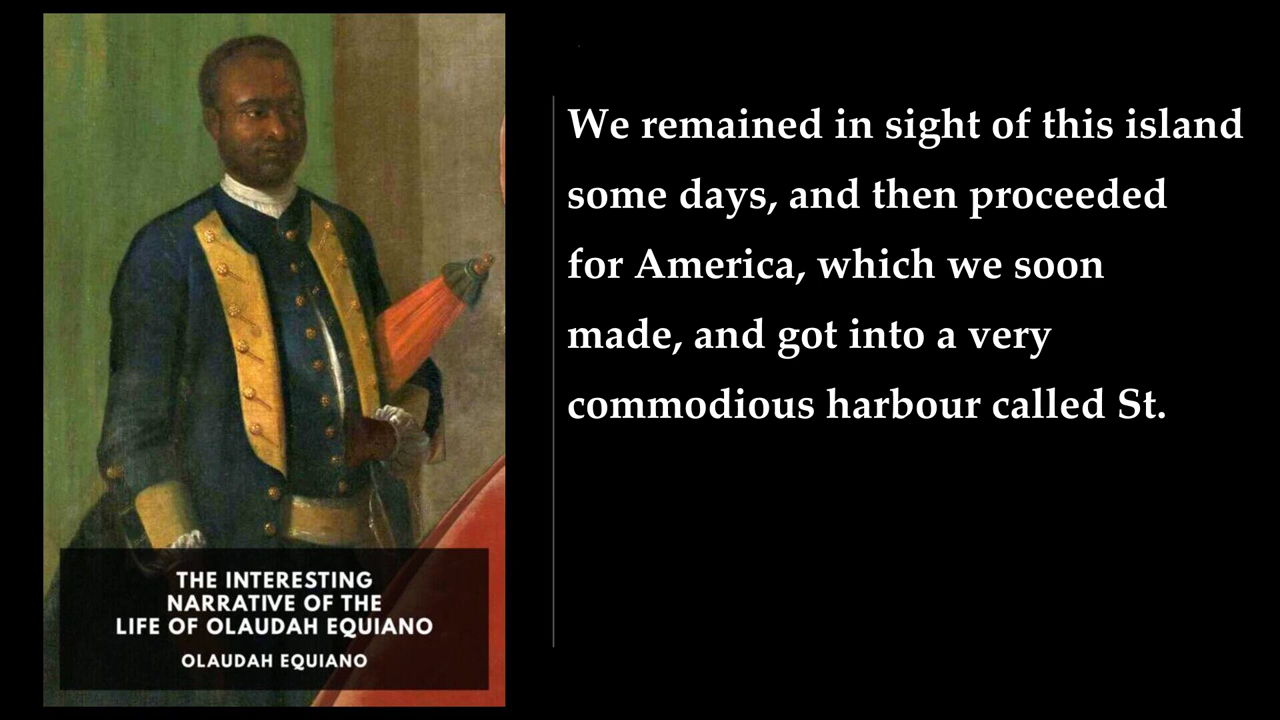 THE INTERESTING
NARRATIVE OF THE
LIFE OF OLAUDAH EQUIANO
OLAUDAH EQUIANO
We remained in sight of this island
some days, and then proceeded
for America, which we soon
made, and got into a very
commodious harbour called St.